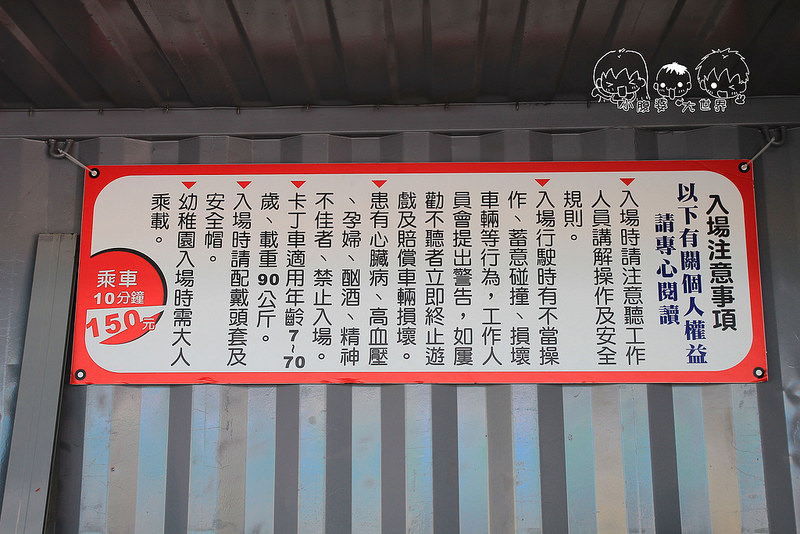 入場注意事項
以下有關個人權益
請專心閱讀
入場時請注意聽工作
人員講解操作及安全
規則。
入場行駛時有不當操
作、蓄意碰撞、損壞
車輛等行為，工作人
員會提出警告，如屢
勸不聽者立即終止遊
戲及賠償車輛損壞。
患有心臟病、高血壓
、孕婦、酗酒、精神
不佳者、禁止入場。
卡丁車適用年齡7-70
歲、載重90公斤。
入場時請配戴頭套及
安全帽。
幼稚園入場時需大人
乘載。
乘車
10分鐘
150元
小腹婆大世界